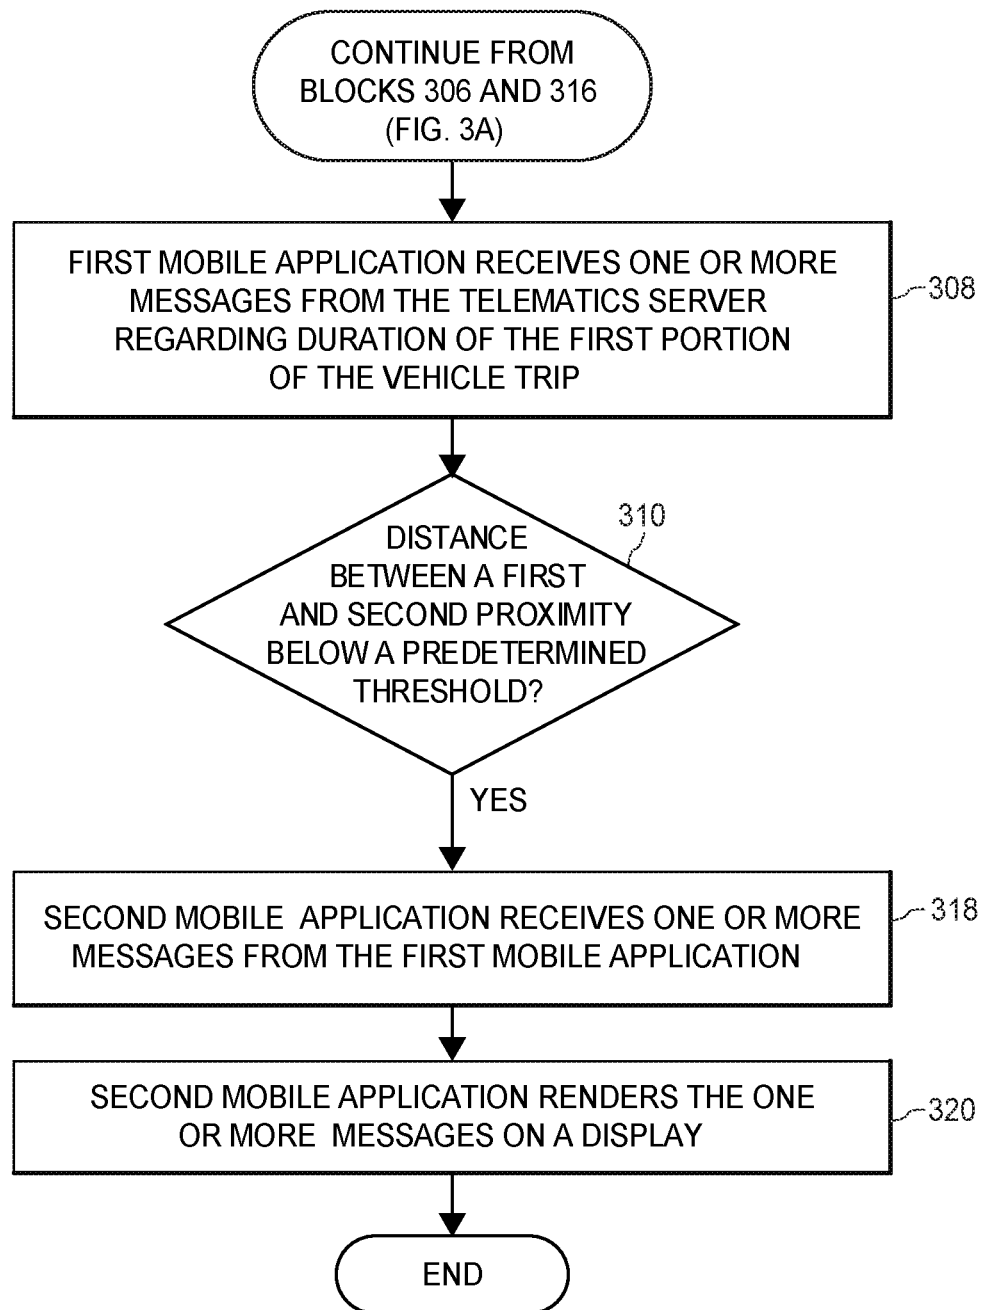 CONTINUE FROM
BLOCKS 306 AND 316
(FIG. 3A)
FIRST MOBILE APPLICATION RECEIVES ONE OR MORE
MESSAGES FROM THE TELEMATICS SERVER
REGARDING DURATION OF THE FIRST PORTION
OF THE VEHICLE TRIP
308
310
DISTANCE
BETWEEN A FIRST
AND SECOND PROXIMITY
BELOW A PREDETERMINED
THRESHOLD?
YES
SECOND MOBILE APPLICATION RECEIVES ONE OR MORE
MESSAGES FROM THE FIRST MOBILE APPLICATION
318
SECOND MOBILE APPLICATION RENDERS THE ONE
OR MORE MESSAGES ON A DISPLAY
320
END